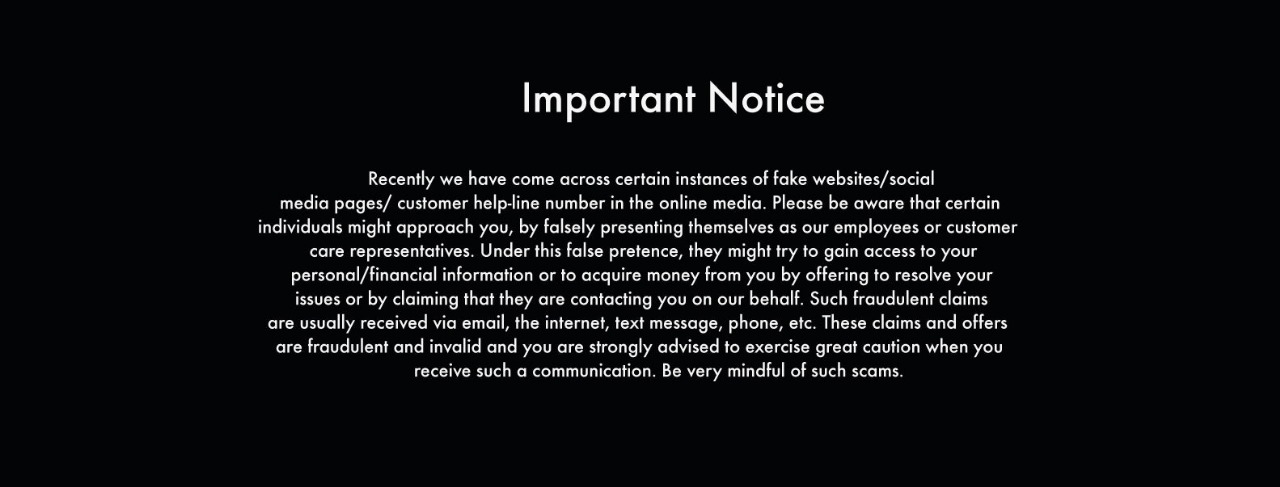 Important Notice
Recently we have come across certain instances of fake websites/social
media pages/ customer help-line number in the online media. Please be aware that certain
individuals might approach you, by falsely presenting themselves as our employees or customer
care representatives. Under this false pretence, they might try to gain access to your
personal/financial information or to acquire money from you by offering to resolve your
issues or by claiming that they are contacting you on our behalf. Such fraudulent claims
are usually received via email, the internet, text message, phone, etc. These claims and offers
are fraudulent and invalid and you are strongly advised to exercise great caution when you
receive such a communication. Be very mindful of such scams.